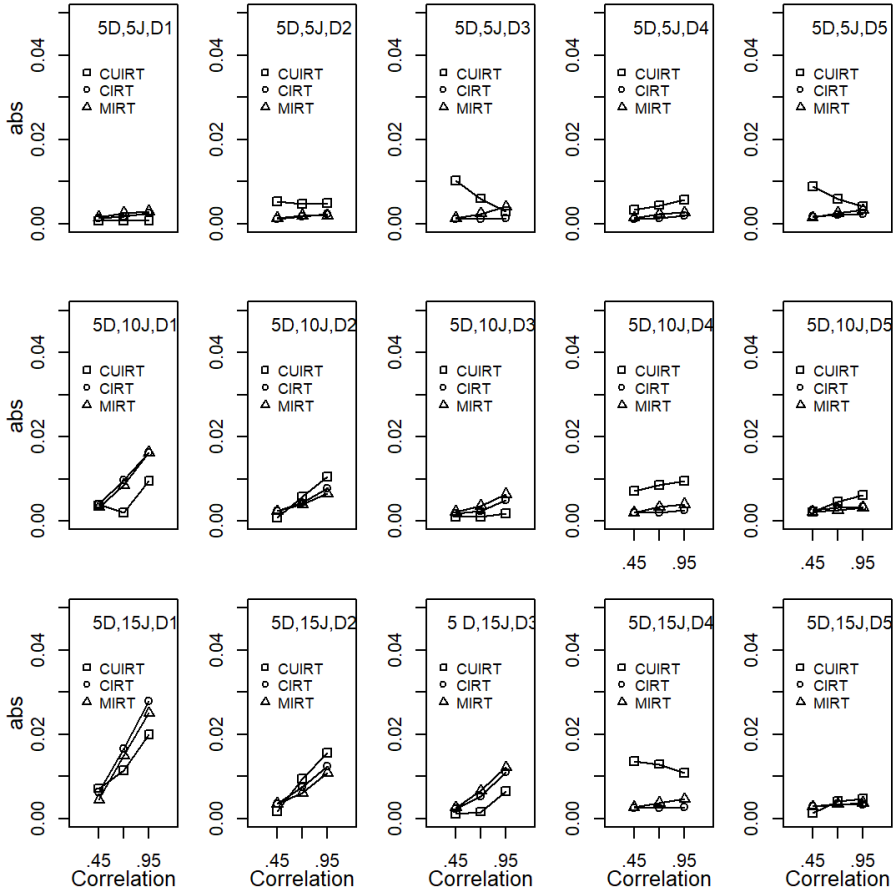 5D,5J,D1
CUIRT
CIRT
MIRT
abs
0.00 0.02 0.04
5D,5J,D2
CUIRT
CIRT
MIRT
0.00 0.02 0.04
5D,5J,D3
CUIRT
CIRT
MIRT
0.00 0.02 0.04
5D,5J,D4
CUIRT
CIRT
MIRT
0.00 0.02 0.04
5D,5J,D5
CUIRT
CIRT
MIRT
0.00 0.02 0.04
5D,10J,D1
CUIRT
CIRT
MIRT
abs
0.00 0.02 0.04
5D,10J,D2
CUIRT
CIRT
MIRT
0.00 0.02 0.04
5D,10J,D3
CUIRT
CIRT
MIRT
0.00 0.02 0.04
5D,10J,D4
CUIRT
CIRT
MIRT
0.00 0.02 0.04
.45 .95
5D,10J,D5
CUIRT
CIRT
MIRT
0.00 0.02 0.04
.45 .95
5D,15J,D1
CUIRT
CIRT
MIRT
abs
0.00 0.02 0.04
.45 .95
Correlation
5D,15J,D2
CUIRT
CIRT
MIRT
0.00 0.02 0.04
.45 .95
Correlation
5 D,15J,D3
CUIRT
CIRT
MIRT
0.00 0.02 0.04
.45 .95
Correlation
5D,15J,D4
CUIRT
CIRT
MIRT
0.00 0.02 0.04
.45 .95
Correlation
5D,15J,D5
CUIRT
CIRT
MIRT
0.00 0.02 0.04
.45 .95
Correlation